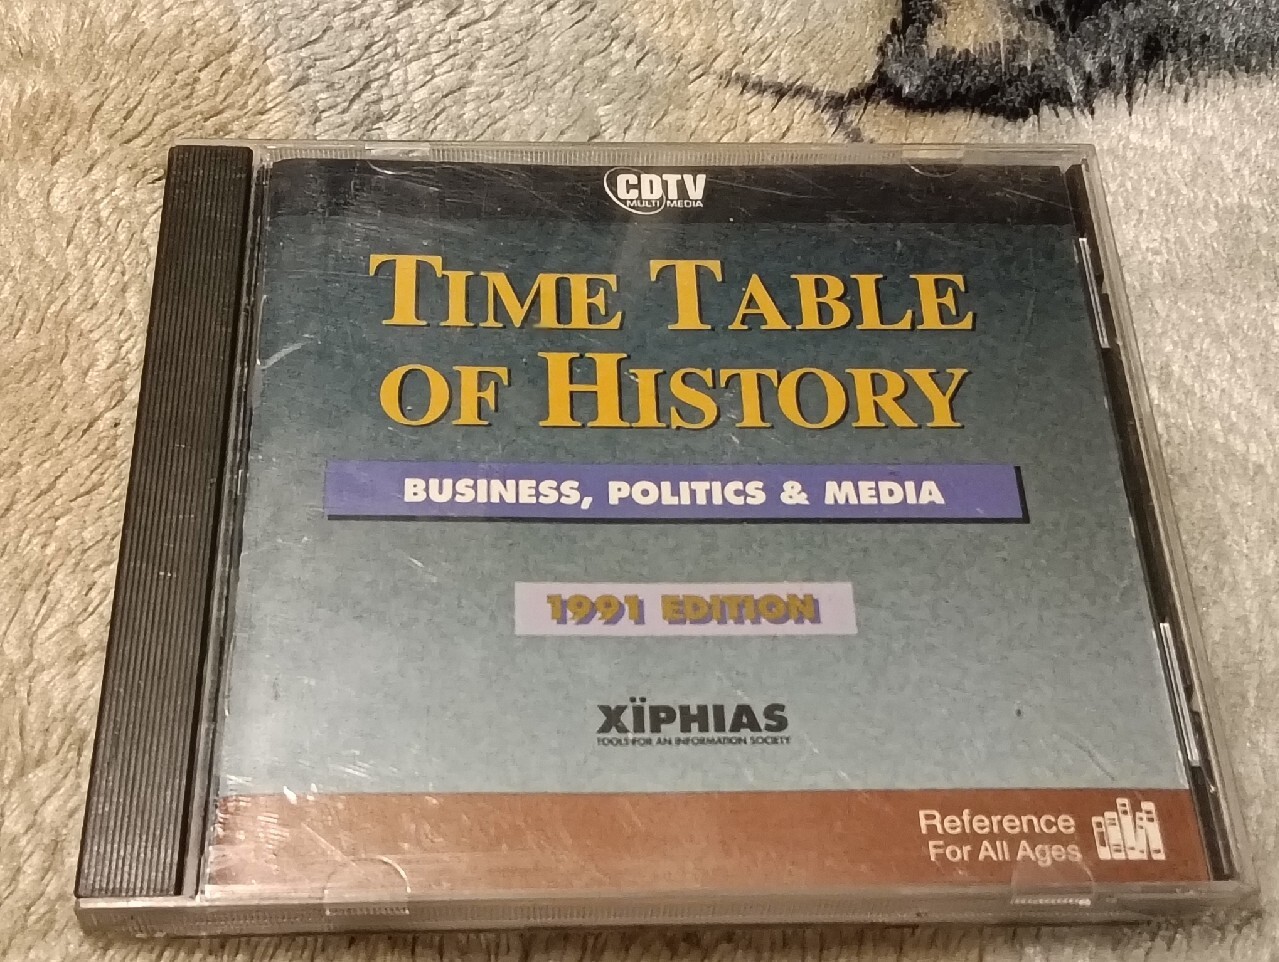 CDTV
MULTI MEDIA
TIME TABLE
OF HISTORY
BUSINESS, POLITICS & MEDIA
1991 EDITION
XÏPHIAS
TOOLS FOR AN INFORMATION SOCIETY
Reference
For All Ages